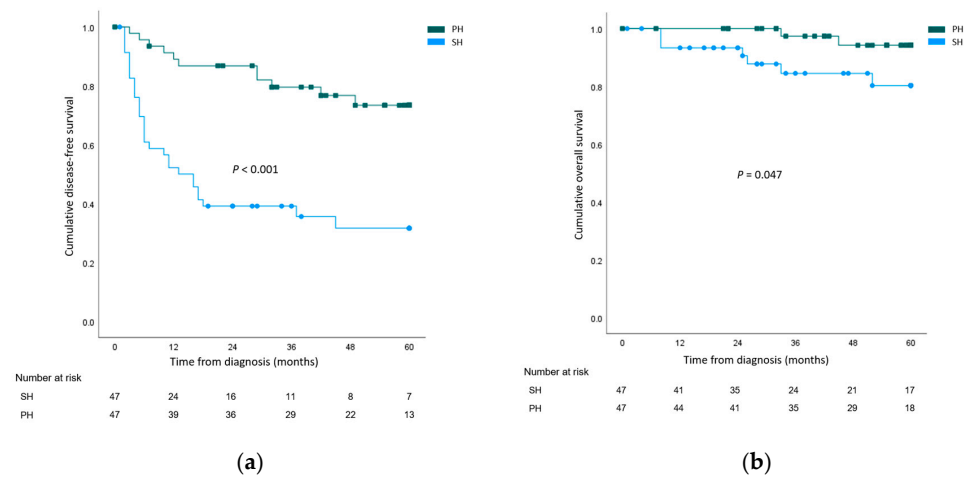 PH
SH
1.0
0.8
0.6
0.4
0.2
0.0
Cumulative disease-free survival
P < 0.001
0 12 24 36 48 60
Time from diagnosis (months)
Number at risk
SH 47 24 16 11 8 7
PH 47 39 36 29 22 13
(a)
PH
SH
1.0
0.8
0.6
0.4
0.2
0.0
Cumulative overall survival
P = 0.047
0 12 24 36 48 60
Time from diagnosis (months)
Number at risk
SH 47 41 35 24 21 17
PH 47 44 41 35 29 18
(b)